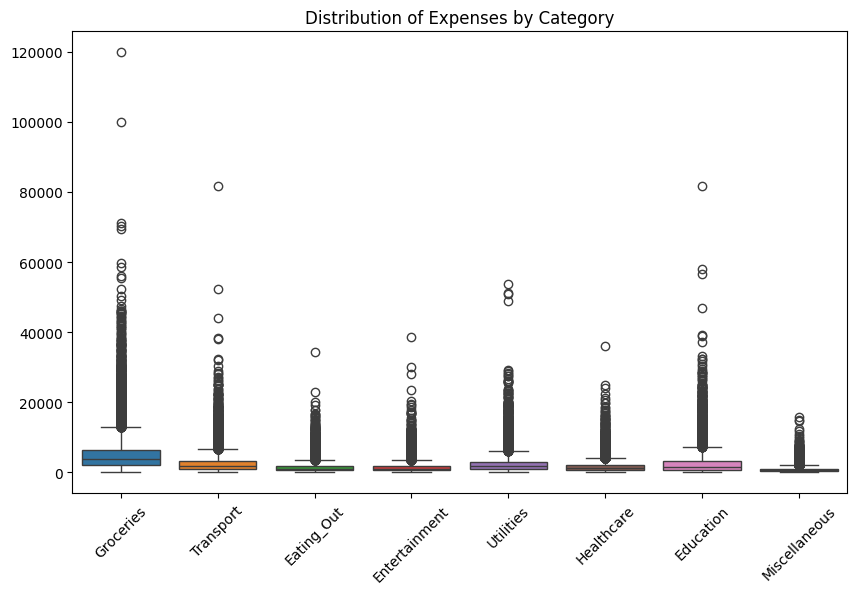 Distribution of Expenses by Category
120000
100000
80000
60000
40000
20000
0
Groceries
Transport
Eating_Out
Entertainment
Utilities
Healthcare
Education
Miscellaneous